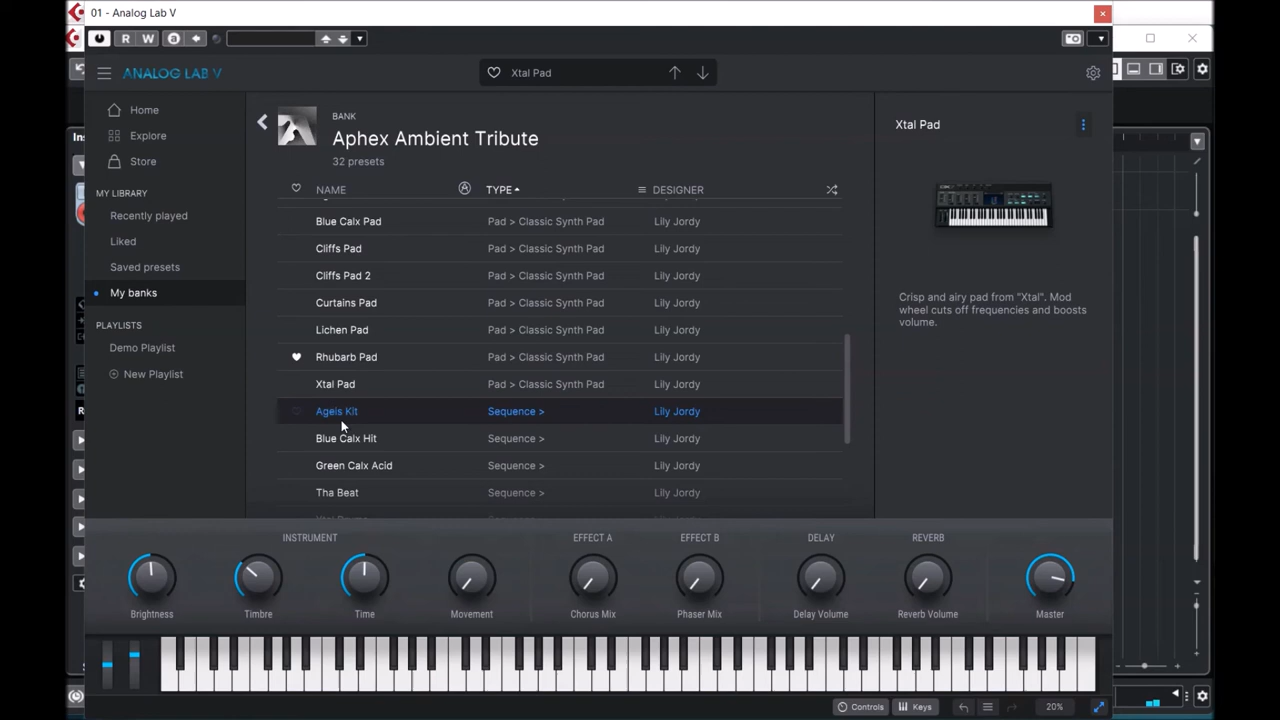 01 - Analog Lab V
R W a
ANALOG LAB V
Xtal Pad
Home
Explore
Store
MY LIBRARY
Recently played
Liked
Saved presets
My banks
PLAYLISTS
Demo Playlist
New Playlist
BANK
Aphex Ambient Tribute
32 presets
NAME TYPE DESIGNER
Blue Calx Pad Pad > Classic Synth Pad Lily Jordy
Cliffs Pad Pad > Classic Synth Pad Lily Jordy
Cliffs Pad 2 Pad > Classic Synth Pad Lily Jordy
Curtains Pad Pad > Classic Synth Pad Lily Jordy
Lichen Pad Pad > Classic Synth Pad Lily Jordy
Rhubarb Pad Pad > Classic Synth Pad Lily Jordy
Xtal Pad Pad > Classic Synth Pad Lily Jordy
Ageis Kit Sequence > Lily Jordy
Blue Calx Hit Sequence > Lily Jordy
Green Calx Acid Sequence > Lily Jordy
Tha Beat Sequence > Lily Jordy
Xtal Pad
Crisp and airy pad from "Xtal". Mod
wheel cuts off frequencies and boosts
volume.
INSTRUMENT EFFECT A EFFECT B DELAY REVERB
Brightness Timbre Time Movement Chorus Mix Phaser Mix Delay Volume Reverb Volume Master
Controls Keys 20%